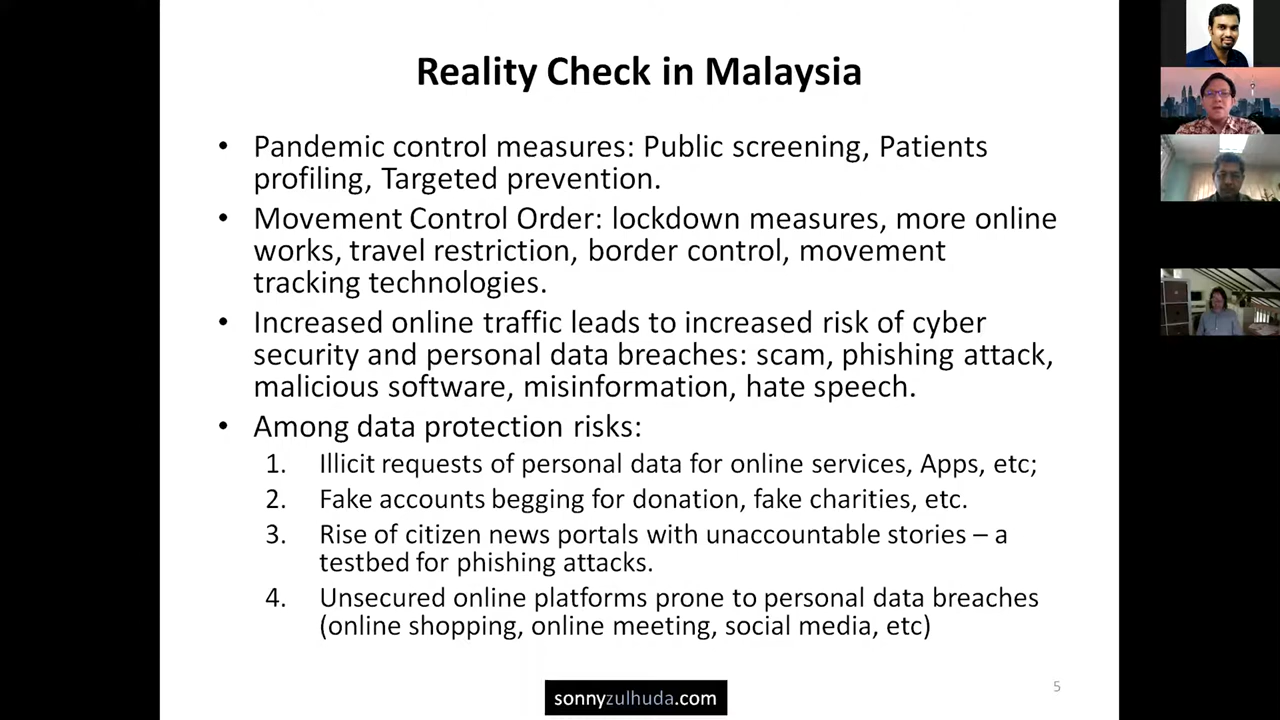 Reality Check in Malaysia
• Pandemic control measures: Public screening, Patients
profiling, Targeted prevention.
• Movement Control Order: lockdown measures, more online
works, travel restriction, border control, movement
tracking technologies.
• Increased online traffic leads to increased risk of cyber
security and personal data breaches: scam, phishing attack,
malicious software, misinformation, hate speech.
• Among data protection risks:
1. Illicit requests of personal data for online services, Apps, etc;
2. Fake accounts begging for donation, fake charities, etc.
3. Rise of citizen news portals with unaccountable stories – a
testbed for phishing attacks.
4. Unsecured online platforms prone to personal data breaches
(online shopping, online meeting, social media, etc)
sonnyzulhuda.com
5